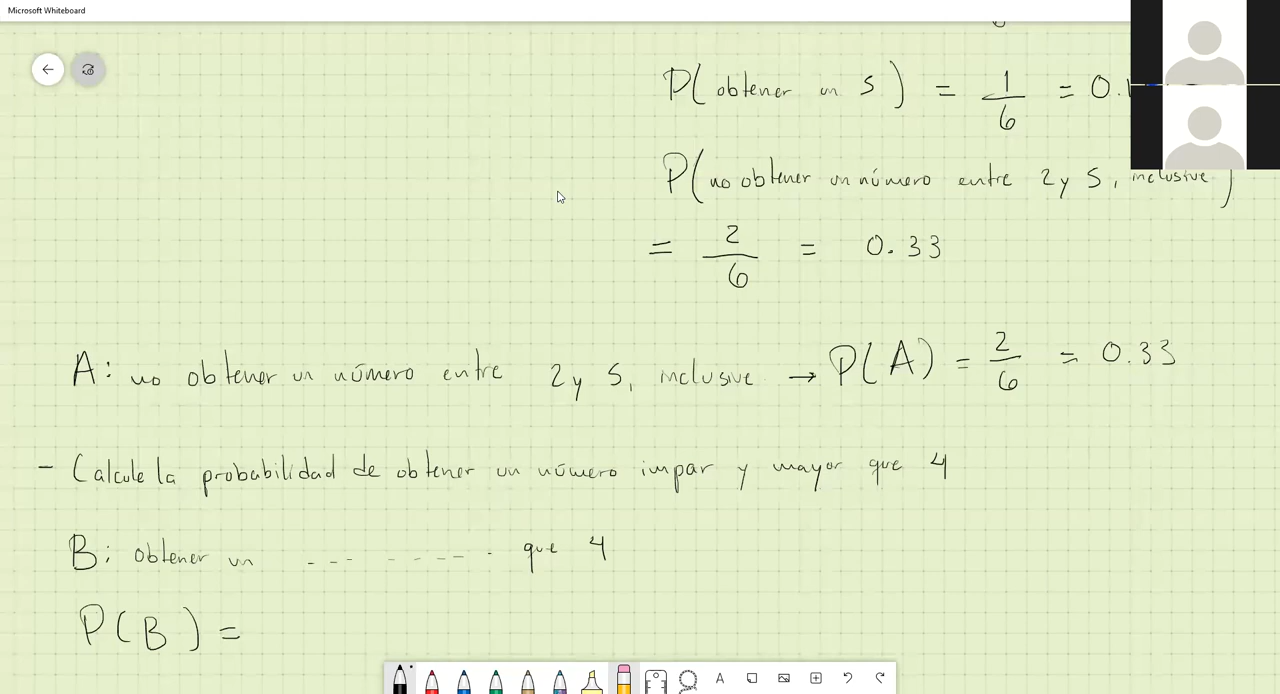 Microsoft Whiteboard
P(obtener un 5) = 1/6 = 0.
P(no obtener un número entre 2 y 5, inclusive)
= 2/6 = 0.33
A: no obtener un número entre 2 y 5, inclusive → P(A) = 2/6 = 0.33
- Calcule la probabilidad de obtener un número impar y mayor que 4
B: obtener un --------- que 4
P(B) =
A